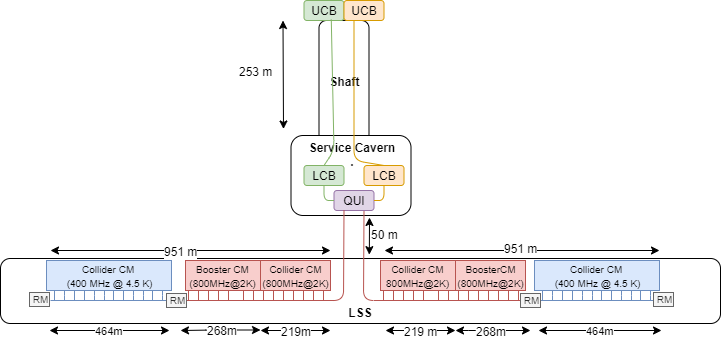 UCB UCB
253 m
Shaft
Service Cavern
LCB LCB
QUI
50 m
951 m 951 m
Collider CM
(400 MHz @ 4.5 K)
Booster CM
(800MHz@2K)
Collider CM
(800MHz@2K)
Collider CM
800MHz@2K)
BoosterCM
(800MHz@2K)
Collider CM
(400 MHz @ 4.5 K)
RM RM RM RM
LSS
464m 268m 219m 219 m 268m 464m